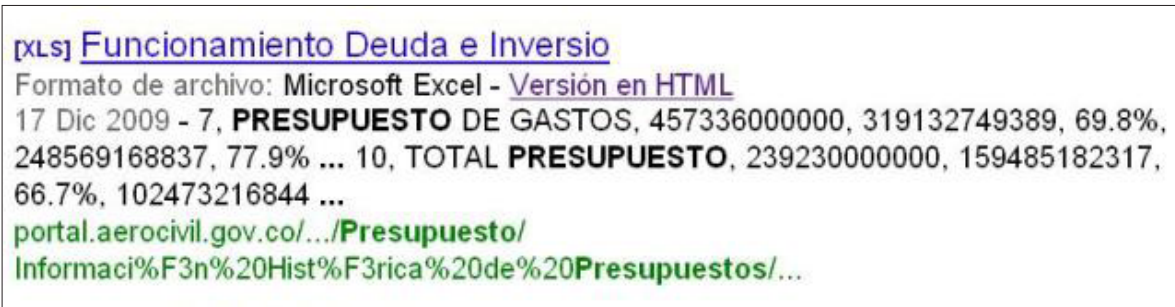 [XLS] Funcionamiento Deuda e Inversio
Formato de archivo: Microsoft Excel - Versión en HTML
17 Dic 2009 - 7, PRESUPUESTO DE GASTOS, 457336000000, 319132749389, 69.8%,
248569168837, 77.9% ... 10, TOTAL PRESUPUESTO, 239230000000, 159485182317,
66.7%, 102473216844 ...
portal.aerocivil.gov.co/.../Presupuesto/
Informaci%F3n%20Hist%F3rica%20de%20Presupuestos/...